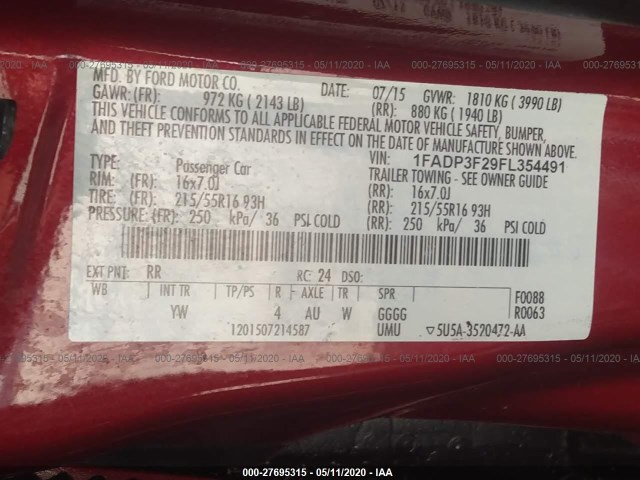 000-27695315 - 05/11/2020 - IAA
MFD. BY FORD MOTOR CO.
DATE: 07/15 GVWR: 1810 KG ( 3990 LB)
GAWR: (FR): 972 KG ( 2143 LB) (RR): 880 KG ( 1940 LB)
THIS VEHICLE CONFORMS TO ALL APPLICABLE FEDERAL MOTOR VEHICLE SAFETY, BUMPER,
AND THEFT PREVENTION STANDARDS IN EFFECT ON THE DATE OF MANUFACTURE SHOWN ABOVE.
VIN: 1FADP3F29FL354491
TYPE: Passenger Car TRAILER TOWING - SEE OWNER GUIDE
RIM: (FR): 16x7.0J (RR): 16x7.0J
TIRE: (FR): 215/55R16 93H (RR): 215/55R16 93H
PRESSURE: (FR): 250 kPa/ 36 PSI COLD (RR): 250 kPa/ 36 PSI COLD
EXT PNT: RR RC: 24 DSO:
WB INT TR TP/PS R AXLE TR SPR F0088
YW 4 AU W GGGG R0063
1201507214587 UMU ▽5U5A-3520472-AA
000-27695315 - 05/11/2020 - IAA